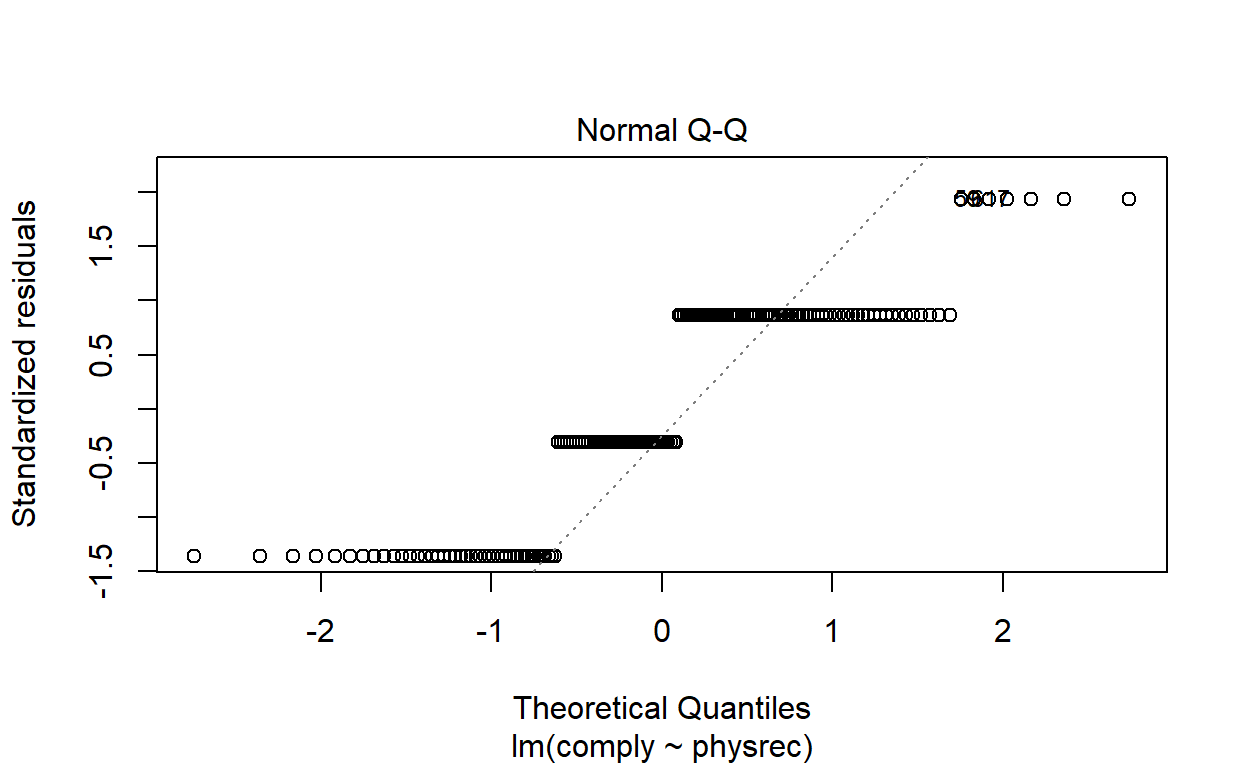 Normal Q-Q
Standardized residuals
1.5
0.5
-0.5
-1.5
-2
-1
0
1
2
Theoretical Quantiles
lm(comply ~ physrec)